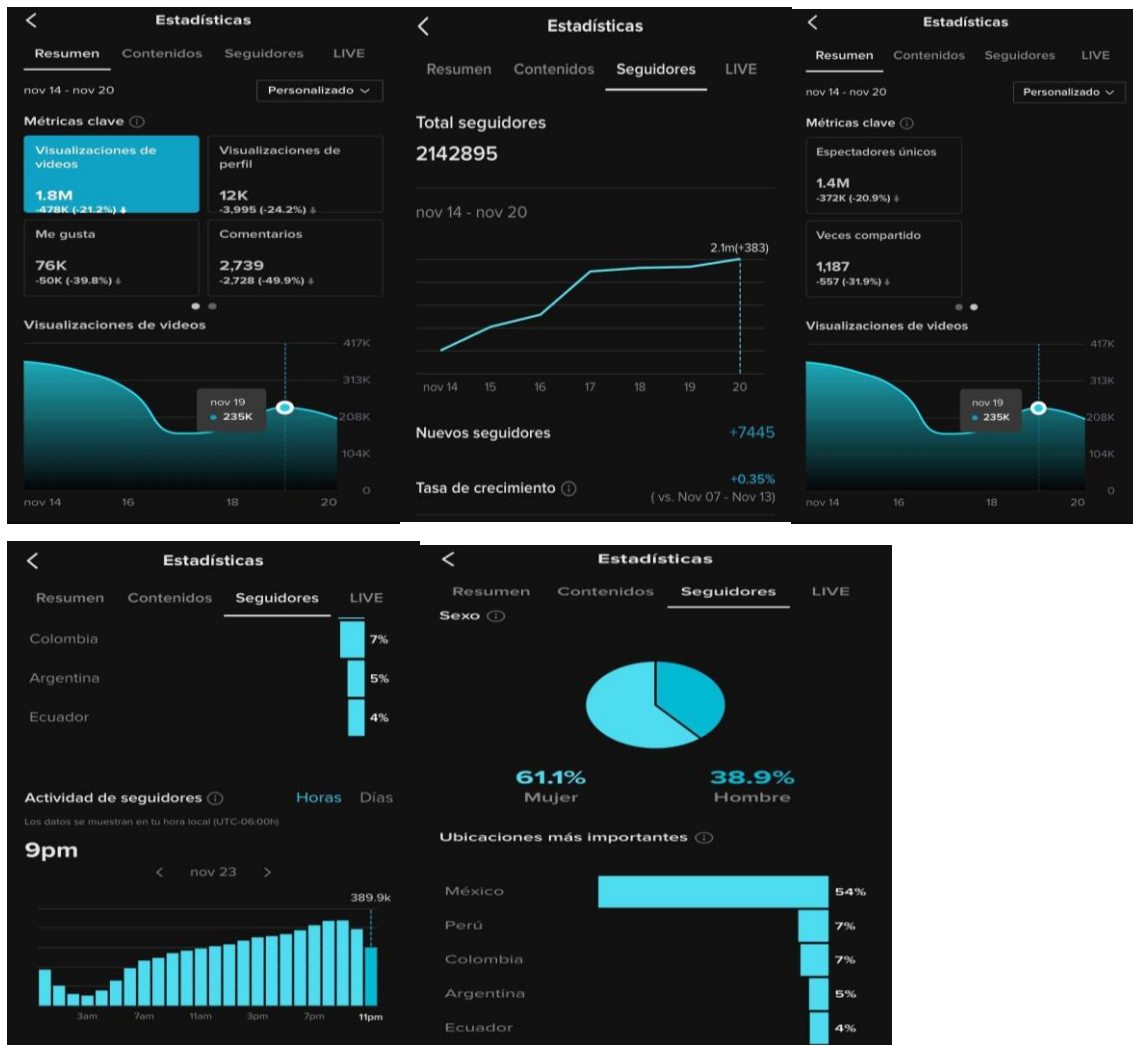 Estadísticas
Resumen Contenidos Seguidores LIVE
nov 14 - nov 20 Personalizado
Métricas clave
Visualizaciones de videos
1.8M
-478K (-21.2%)
Visualizaciones de perfil
12K
-3,995 (-24.2%)
Me gusta
76K
-50K (-39.8%)
Comentarios
2,739
-2,728 (-49.9%)
Visualizaciones de videos
417K
313K
nov 19
235K
208K
104K
0
nov 14 16 18 20
Estadísticas
Resumen Contenidos Seguidores LIVE
Total seguidores
2142895
nov 14 - nov 20
2.1m(+383)
nov 14 15 16 17 18 19 20
Nuevos seguidores +7445
Tasa de crecimiento +0.35%
( vs. Nov 07 - Nov 13)
Estadísticas
Resumen Contenidos Seguidores LIVE
nov 14 - nov 20 Personalizado
Métricas clave
Espectadores únicos
1.4M
-372K (-20.9%)
Veces compartido
1,187
-557 (-31.9%)
Visualizaciones de videos
417K
313K
nov 19
235K
208K
104K
0
nov 14 16 18 20
Estadísticas
Resumen Contenidos Seguidores LIVE
Colombia 7%
Argentina 5%
Ecuador 4%
Actividad de seguidores Horas Días
Los datos se muestran en tu hora local (UTC-06:00h)
9pm
< nov 23 >
389.9k
3am 7am 11am 3pm 7pm 11pm
Estadísticas
Resumen Contenidos Seguidores LIVE
Sexo
61.1% 38.9%
Mujer Hombre
Ubicaciones más importantes
México 54%
Perú 7%
Colombia 7%
Argentina 5%
Ecuador 4%